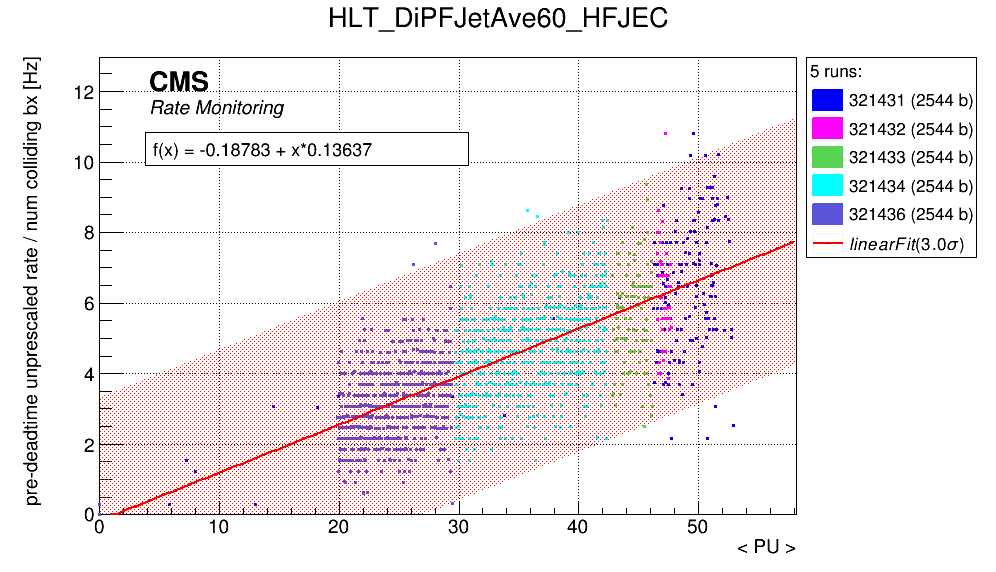 HLT_DiPFJetAve60_HFJEC
pre-deadtime unprescaled rate / num colliding bx [Hz]
CMS
Rate Monitoring
f(x) = -0.18783 + x*0.13637
12
10
8
6
4
2
0
0
10
20
30
40
50
< PU >
5 runs:
321431 (2544 b)
321432 (2544 b)
321433 (2544 b)
321434 (2544 b)
321436 (2544 b)
linearFit(3.0σ)